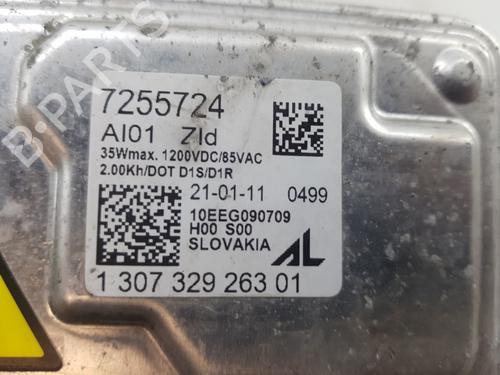 7255724
AI01 Zld
35Wmax. 1200VDC/85VAC
2.00Kh/DOT D1S/D1R
21-01-11 0499
10EEG090709
H00 S00
SLOVAKIA
AL
1 307 329 263 01
B-PARTS